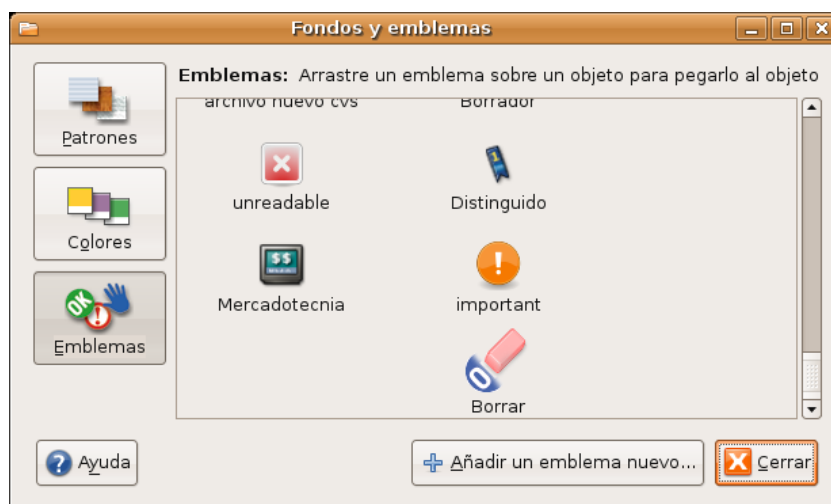 Fondos y emblemas
Emblemas: Arrastre un emblema sobre un objeto para pegarlo al objeto
Patrones
Colores
Emblemas
archivo nuevo cvs
Borrador
unreadable
Distinguido
$$
Mercadotecnia
important
Borrar
Ayuda
Añadir un emblema nuevo...
Cerrar